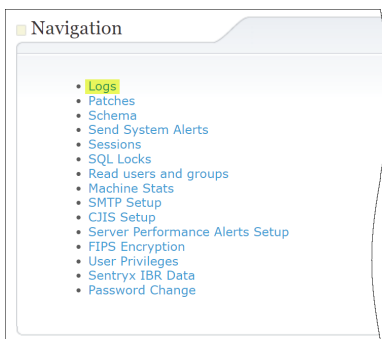 Navigation
Logs
Patches
Schema
Send System Alerts
Sessions
SQL Locks
Read users and groups
Machine Stats
SMTP Setup
CJIS Setup
Server Performance Alerts Setup
FIPS Encryption
User Privileges
Sentryx IBR Data
Password Change